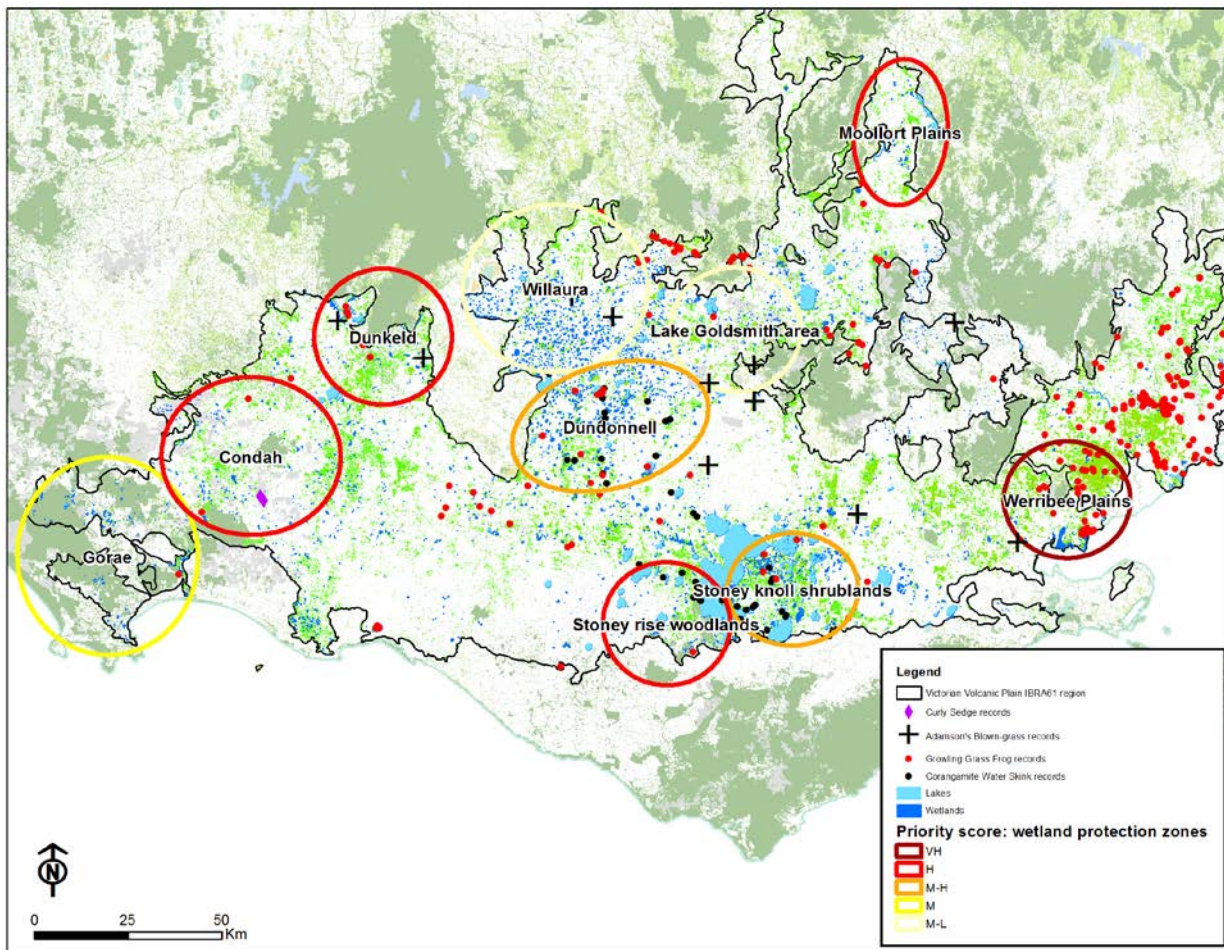 Moollort Plains
Willaura
Lake Goldsmith area
Dunkeld
Dundonnell
Condah
Werribee Plains
Gorae
Stoney knoll shrublands
Stoney rise woodlands
Legend
Victorian Volcanic Plain IBRA61 region
Curly Sedge records
Adamson's Blown-grass records
Growling Grass Frog records
Corangamite Water Skink records
Lakes
Wetlands
Priority score: wetland protection zones
VH
H
M-H
M
M-L
N
0 25 50
Km